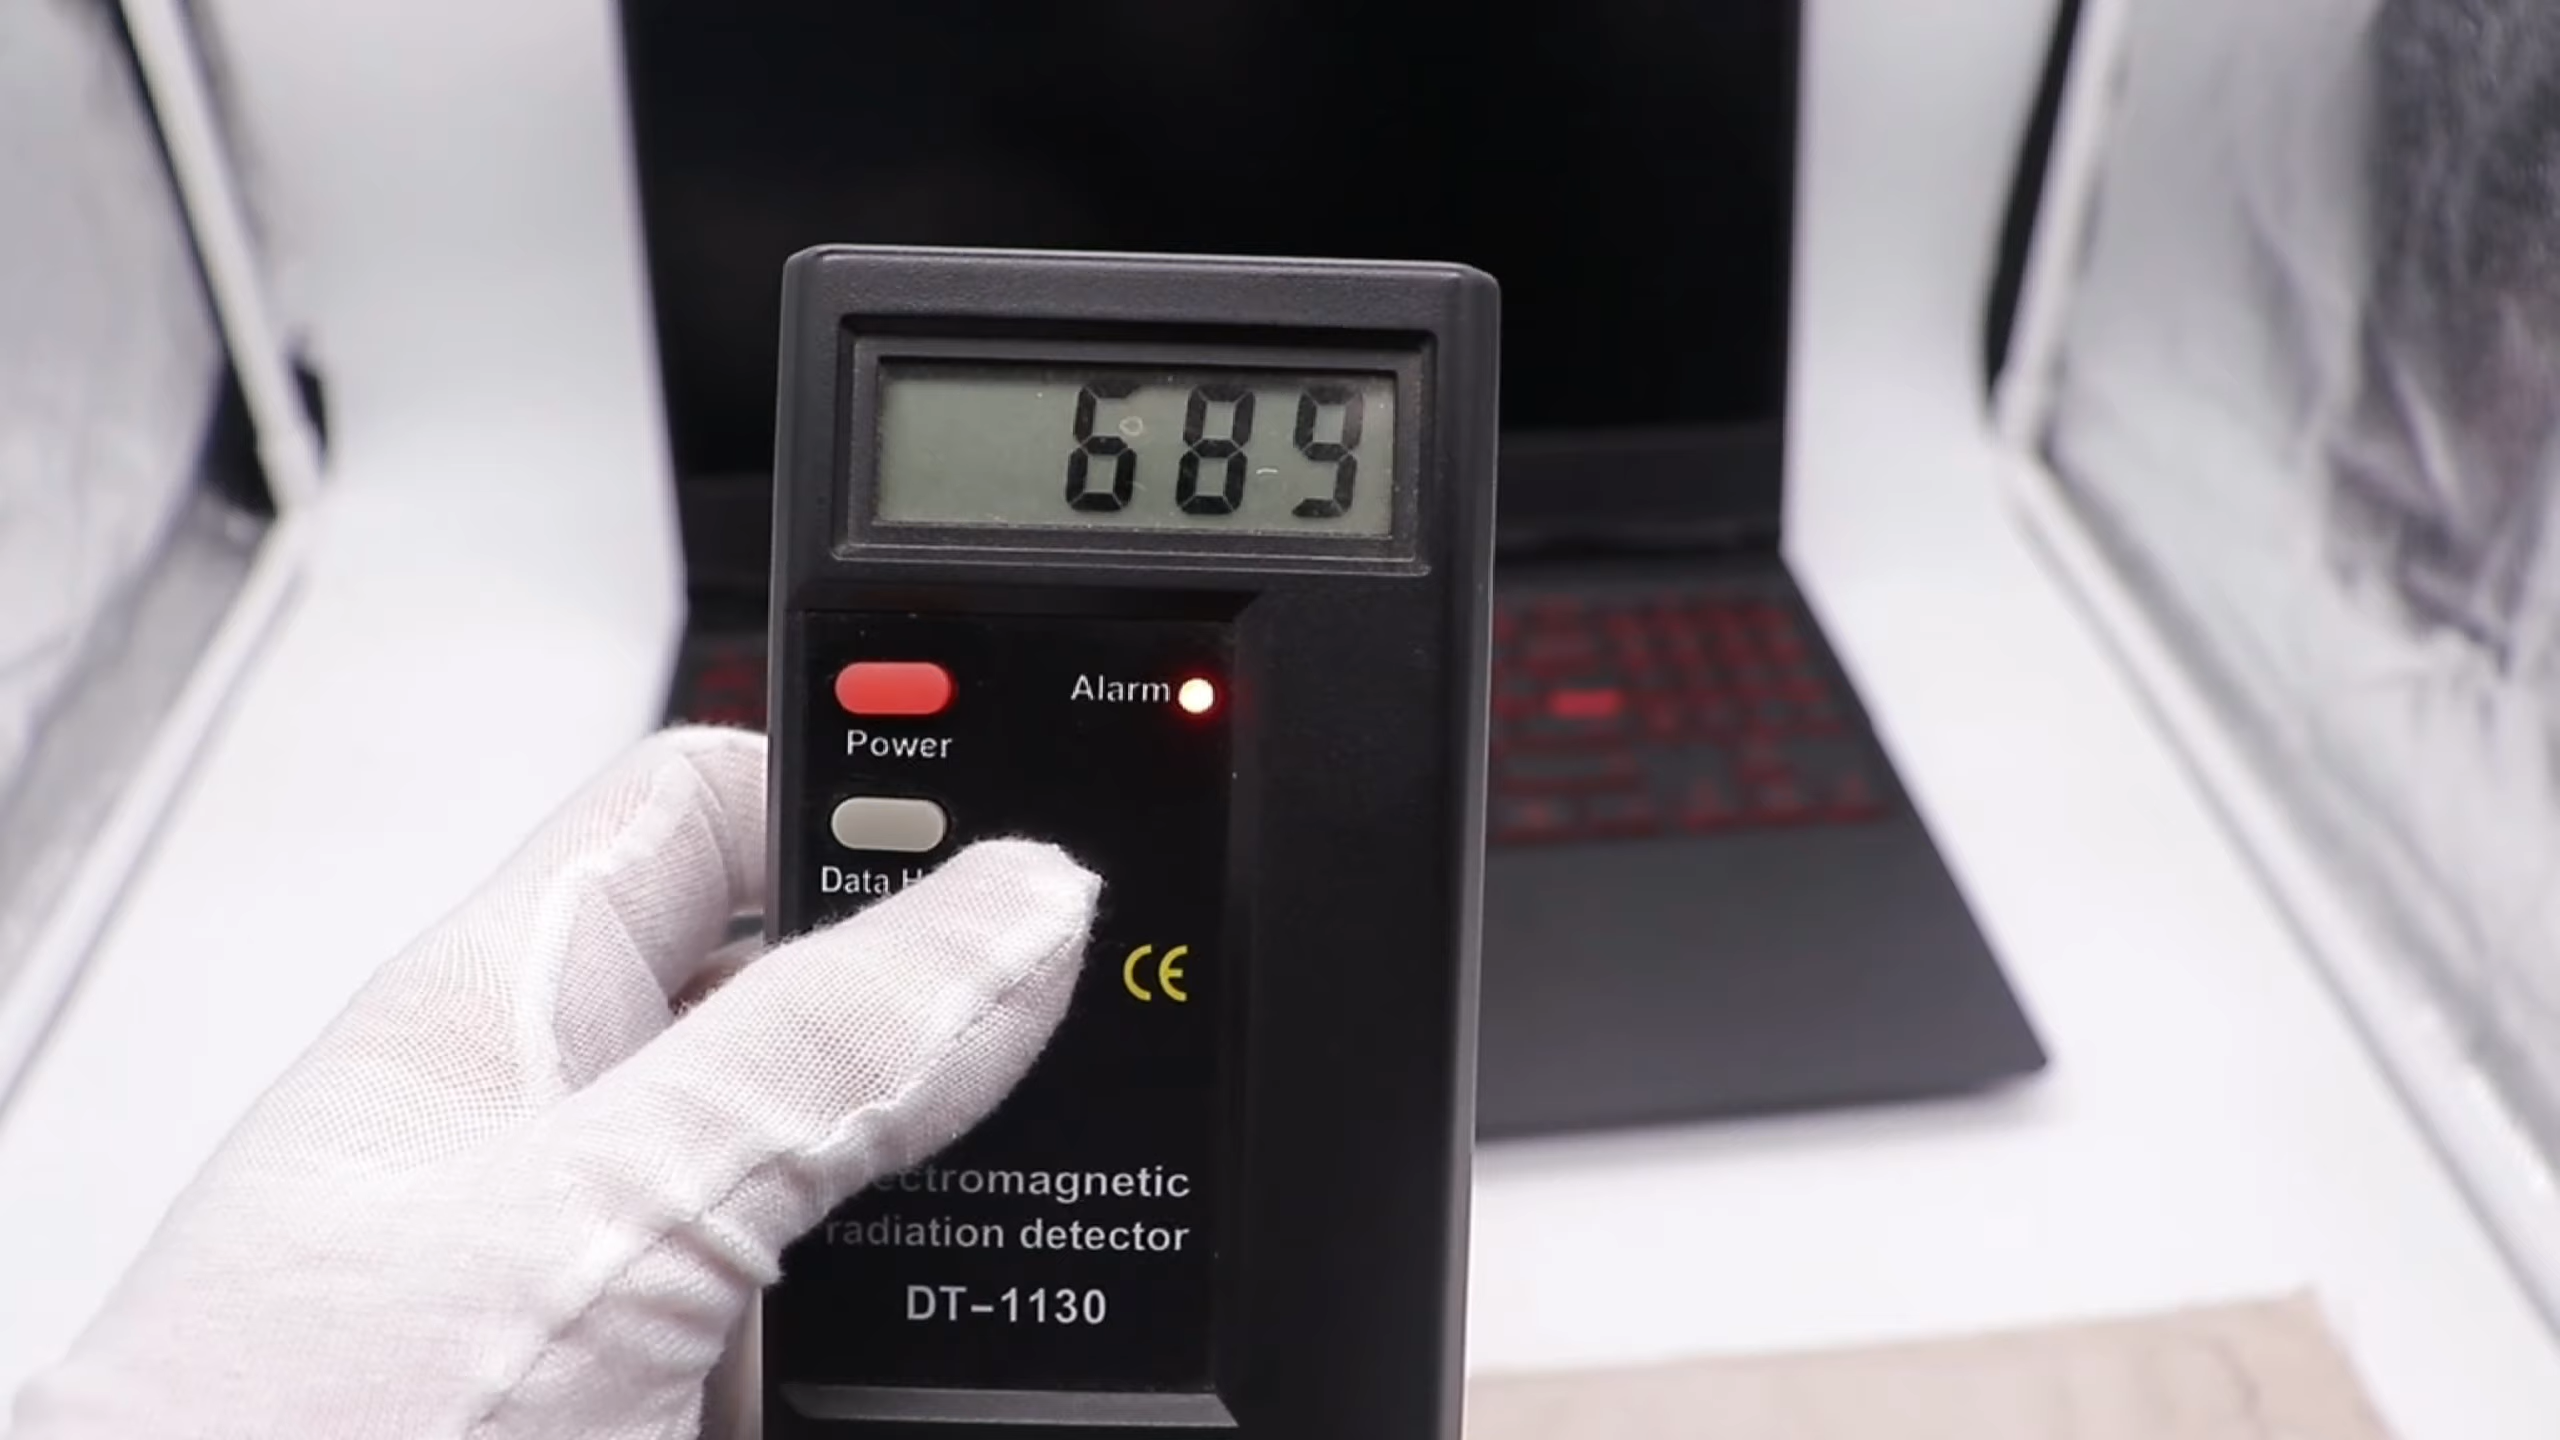 689
Alarm
Power
Data H
CE
ectromagnetic
radiation detector
DT-1130